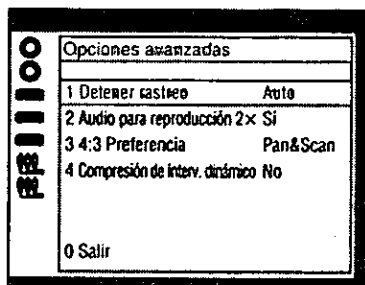 Opciones avanzadas
1 Detener rastreo Auto
2 Audio para reproducción 2× Sí
3 4:3 Preferencia Pan&Scan
4 Compresión de interv. dinámico No
0 Salir